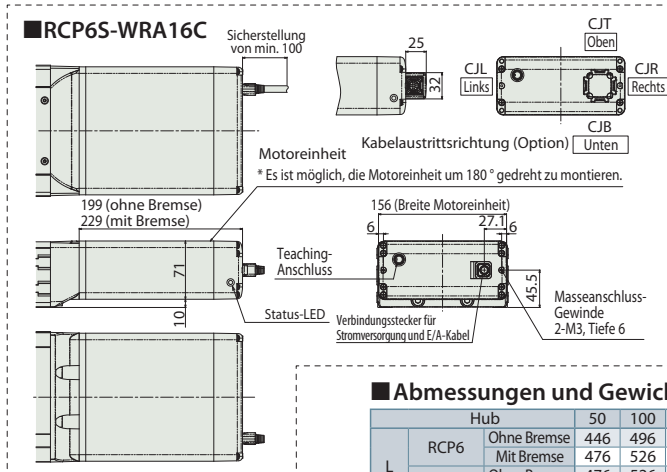 ■RCP6S-WRA16C
Sicherstellung
von min. 100
25
32
CJT
Oben
CJL
Links
CJR
Rechts
CJB
Unten
Kabelaustrittsrichtung (Option)
Motoreinheit
* Es ist möglich, die Motoreinheit um 180 ° gedreht zu montieren.
199 (ohne Bremse)
229 (mit Bremse)
156 (Breite Motoreinheit)
27.1
6
6
71
10
45.5
Teaching-
Anschluss
Status-LED
Verbindungsstecker für
Stromversorgung und E/A-Kabel
Masseanschluss-
Gewinde
2-M3, Tiefe 6
■Abmessungen und Gewic
Hub 50 100
L RCP6 Ohne Bremse 446 496
Mit Bremse 476 526